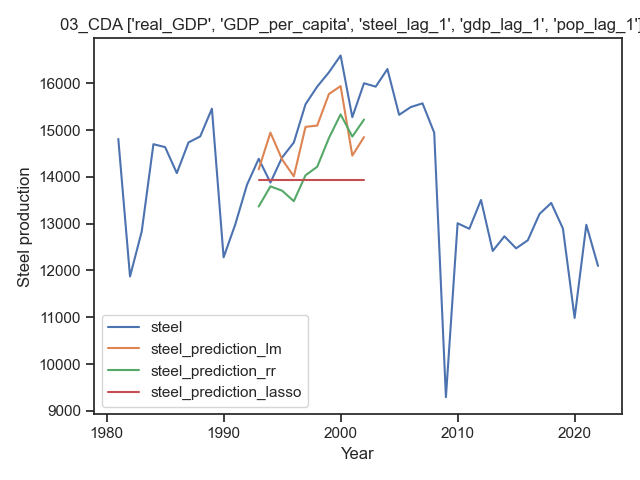 03_CDA ['real_GDP', 'GDP_per_capita', 'steel_lag_1', 'gdp_lag_1', 'pop_lag_1']
16000
15000
14000
13000
12000
11000
10000
9000
Steel production
steel
steel_prediction_lm
steel_prediction_rr
steel_prediction_lasso
1980
1990
2000
2010
2020
Year